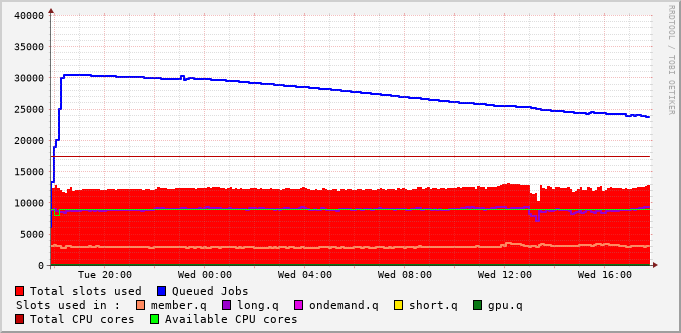 40000
35000
30000
25000
20000
15000
10000
5000
0
Tue 20:00 Wed 00:00 Wed 04:00 Wed 08:00 Wed 12:00 Wed 16:00
RRDTOOL / TOBI OETIKER
Total slots used Queued Jobs
Slots used in : member.q long.q ondemand.q short.q gpu.q
Total CPU cores Available CPU cores